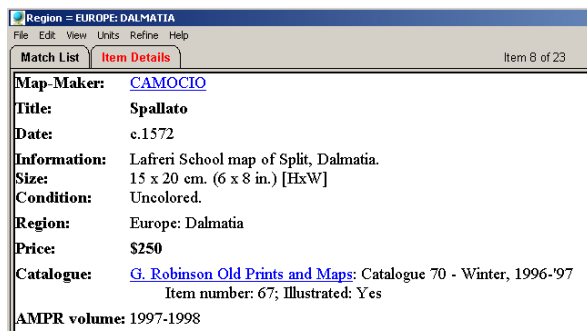 Region = EUROPE: DALMATIA
File Edit View Units Refine Help
Match List Item Details Item 8 of 23
Map-Maker: CAMOCIO
Title: Spallato
Date: c.1572
Information: Lafreri School map of Split, Dalmatia.
Size: 15 x 20 cm. (6 x 8 in.) [HxW]
Condition: Uncolored.
Region: Europe: Dalmatia
Price: $250
Catalogue: G. Robinson Old Prints and Maps: Catalogue 70 - Winter, 1996-'97
Item number: 67; Illustrated: Yes
AMPR volume: 1997-1998